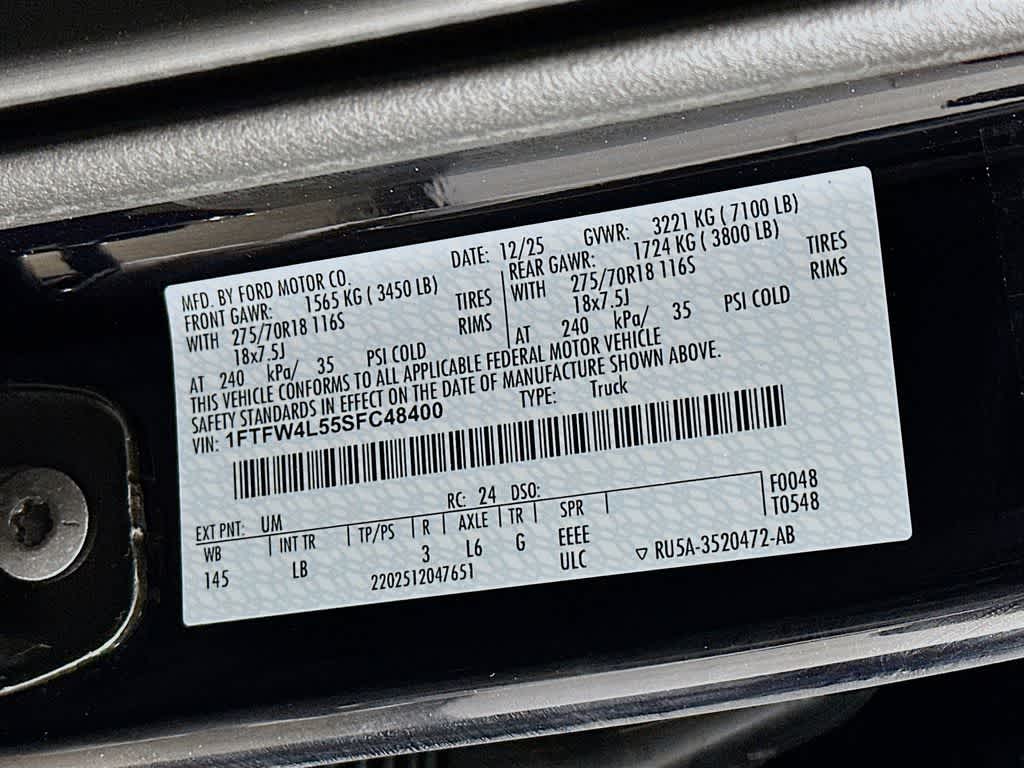 MFD. BY FORD MOTOR CO. DATE: 12/25 GVWR: 3221 KG ( 7100 LB)
FRONT GAWR: 1565 KG ( 3450 LB) REAR GAWR: 1724 KG ( 3800 LB)
WITH 275/70R18 116S TIRES WITH 275/70R18 116S TIRES
18x7.5J RIMS 18x7.5J RIMS
AT 240 kPa/ 35 PSI COLD AT 240 kPa/ 35 PSI COLD
THIS VEHICLE CONFORMS TO ALL APPLICABLE FEDERAL MOTOR VEHICLE
SAFETY STANDARDS IN EFFECT ON THE DATE OF MANUFACTURE SHOWN ABOVE.
VIN: 1FTFW4L55SFC48400 TYPE: Truck
EXT PNT: UM RC: 24 DSO: F0048
WB INT TR TP/PS R AXLE TR SPR T0548
145 LB 3 L6 G EEEE
2202512047651 ULC ▽ RU5A-3520472-AB